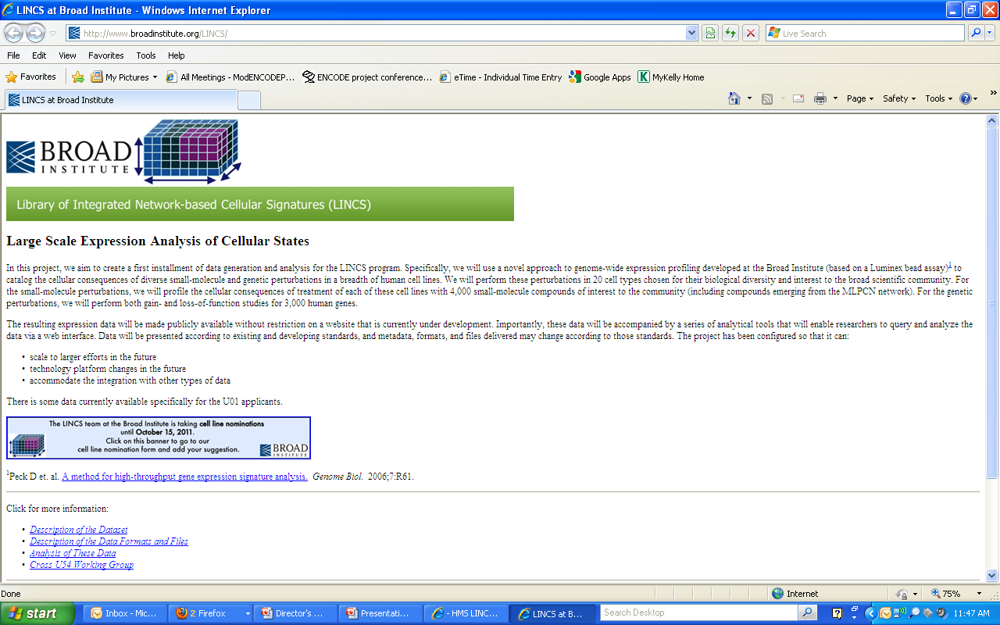 LINCS at Broad Institute - Windows Internet Explorer
http://www.broadinstitute.org/LINCS/
Live Search
File Edit View Favorites Tools Help
Favorites My Pictures All Meetings - ModENCODEP... ENCODE project conference... eTime - Individual Time Entry Google Apps MyKelly Home
LINCS at Broad Institute
Page Safety Tools
BROAD
INSTITUTE
Library of Integrated Network-based Cellular Signatures (LINCS)
Large Scale Expression Analysis of Cellular States
In this project, we aim to create a first installment of data generation and analysis for the LINCS program. Specifically, we will use a novel approach to genome-wide expression profiling developed at the Broad Institute (based on a Luminex bead assay)1 to
catalog the cellular consequences of diverse small-molecule and genetic perturbations in a breadth of human cell lines. We will perform these perturbations in 20 cell types chosen for their biological diversity and interest to the broad scientific community. For
the small-molecule perturbations, we will profile the cellular consequences of treatment of each of these cell lines with 4,000 small-molecule compounds of interest to the community (including compounds emerging from the MLPCN network). For the genetic
perturbations, we will perform both gain- and loss-of-function studies for 3,000 human genes.
The resulting expression data will be made publicly available without restriction on a website that is currently under development. Importantly, these data will be accompanied by a series of analytical tools that will enable researchers to query and analyze the
data via a web interface. Data will be presented according to existing and developing standards, and metadata, formats, and files delivered may change according to those standards. The project has been configured so that it can:
• scale to larger efforts in the future
• technology platform changes in the future
• accommodate the integration with other types of data
There is some data currently available specifically for the U01 applicants.
The LINCS team at the Broad Institute is taking cell line nominations
until October 15, 2011.
Click on this banner to go to our
cell line nomination form and add your suggestion.
BROAD
INSTITUTE
1Peck D et. al. A method for high-throughput gene expression signature analysis. Genome Biol. 2006;7:R61.
Click for more information:
• Description of the Dataset
• Description of the Data Formats and Files
• Analysis of These Data
• Cross U54 Working Group
Done Internet 75%
start Inbox - Mic... 2 Firefox Director's ... Presentati... - HMS LINC... LINCS at B... Search Desktop 11:47 AM